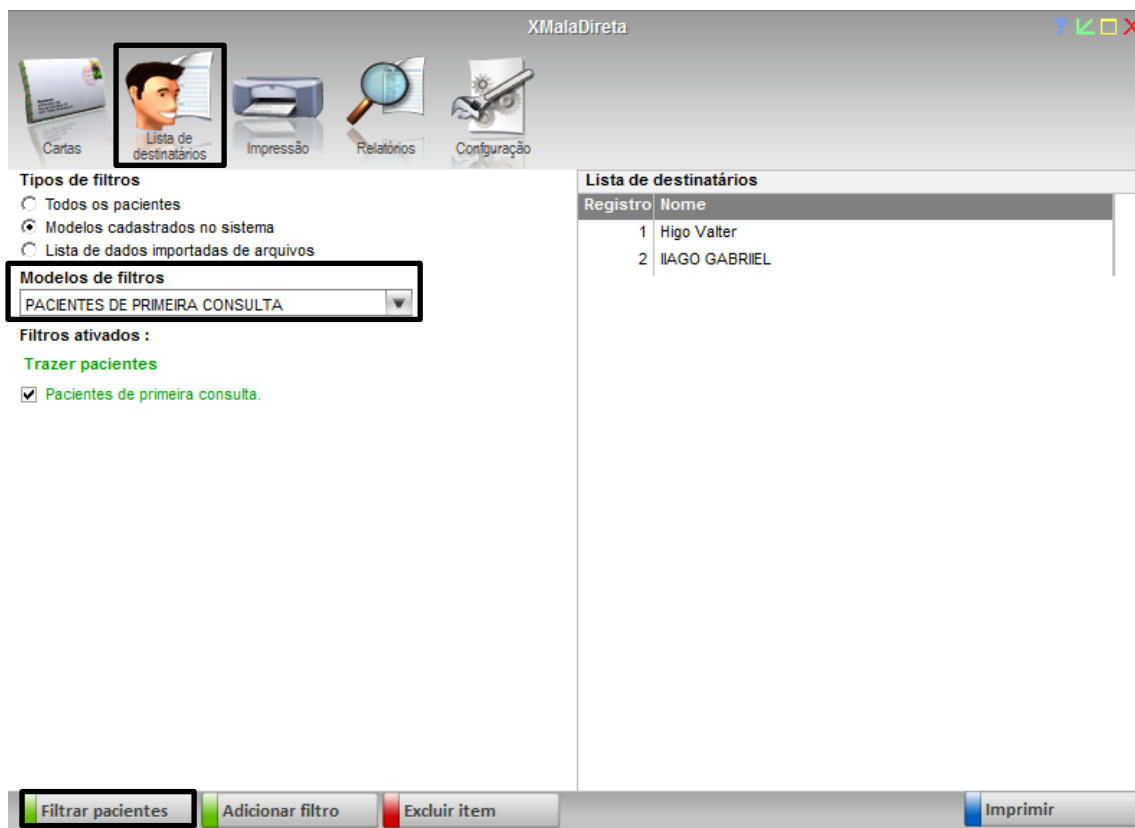 XMalaDireta
?
Cartas
Lista de
destinatários
Impressão
Relatórios
Configuração
Tipos de filtros
Todos os pacientes
Modelos cadastrados no sistema
Lista de dados importadas de arquivos
Modelos de filtros
PACIENTES DE PRIMEIRA CONSULTA
Filtros ativados :
Trazer pacientes
Pacientes de primeira consulta.
Lista de destinatários
Registro Nome
1 Higo Valter
2 IIAGO GABRIIEL
Filtrar pacientes
Adicionar filtro
Excluir item
Imprimir